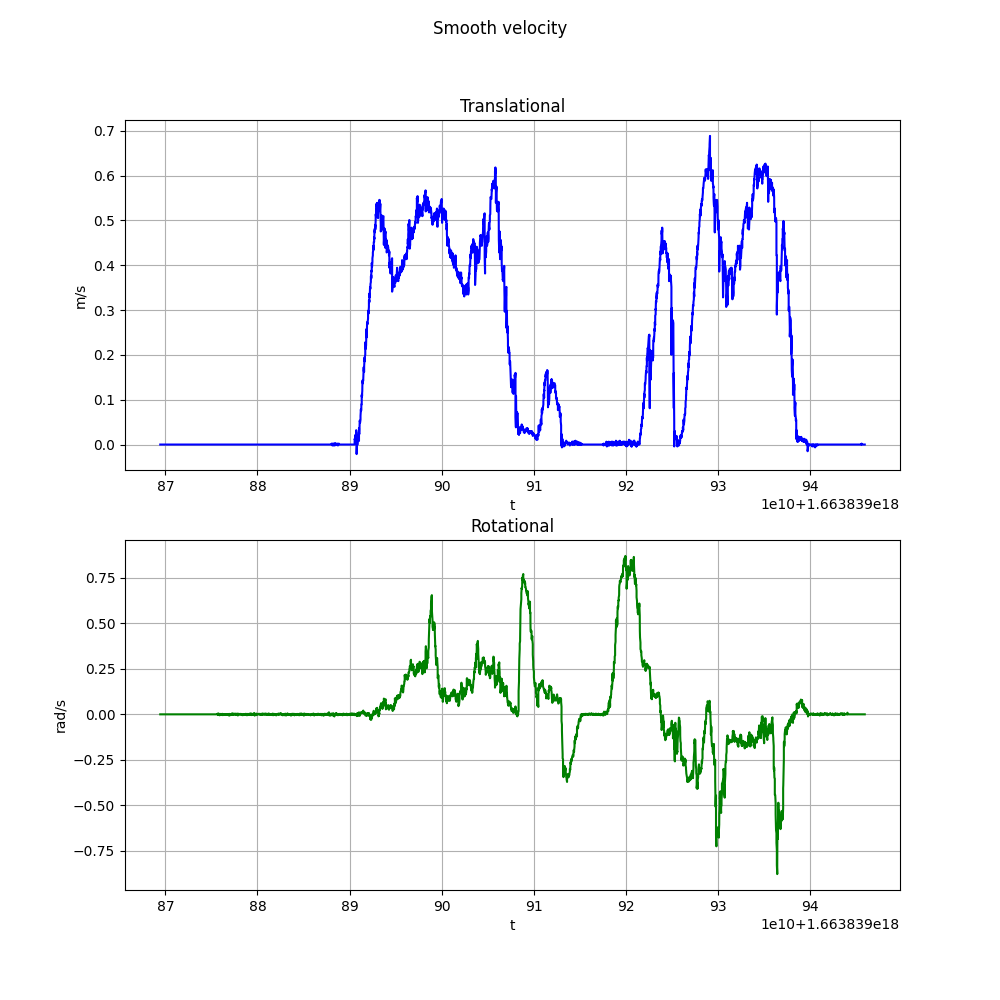 Smooth velocity
Translational
0.7
0.6
0.5
0.4
0.3
0.2
0.1
0.0
m/s
87 88 89 90 91 92 93 94
t
1e10+1.663839e18
Rotational
0.75
0.50
0.25
0.00
−0.25
−0.50
−0.75
rad/s
87 88 89 90 91 92 93 94
t
1e10+1.663839e18